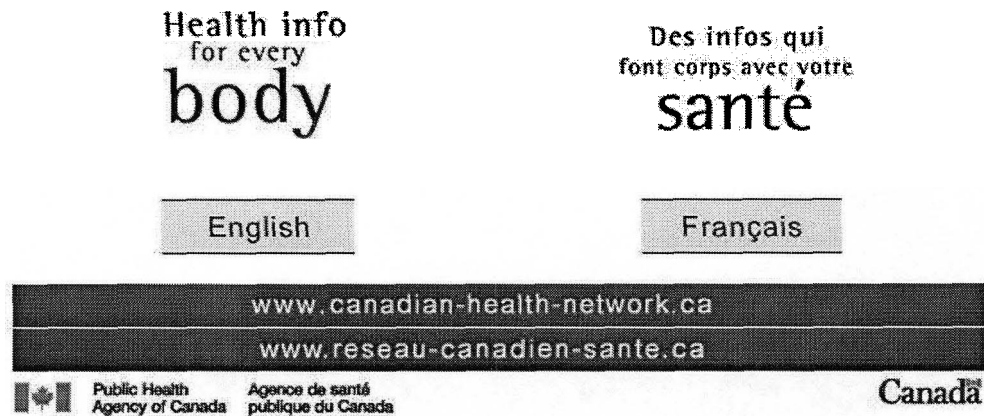 Health info
for every
body
Des infos qui
font corps avec votre
santé
English
Français
www.canadian-health-network.ca
www.reseau-canadien-sante.ca
Public Health
Agency of Canada
Agence de santé
publique du Canada
Canada